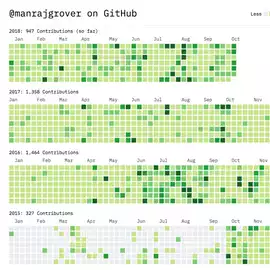 @manrajgrover on GitHub
Less
2018: 947 Contributions (so far)
Jan Feb Mar Apr May Jun Jul Aug Sep Oct
2017: 1,358 Contributions
Jan Feb Mar Apr May Jun Jul Aug Sep Oct Nov
2016: 1,464 Contributions
Jan Feb Mar Apr May Jun Jul Aug Sep Oct Nov
2015: 327 Contributions
Jan Feb Mar Apr May Jun Jul Aug Sep Oct Nov